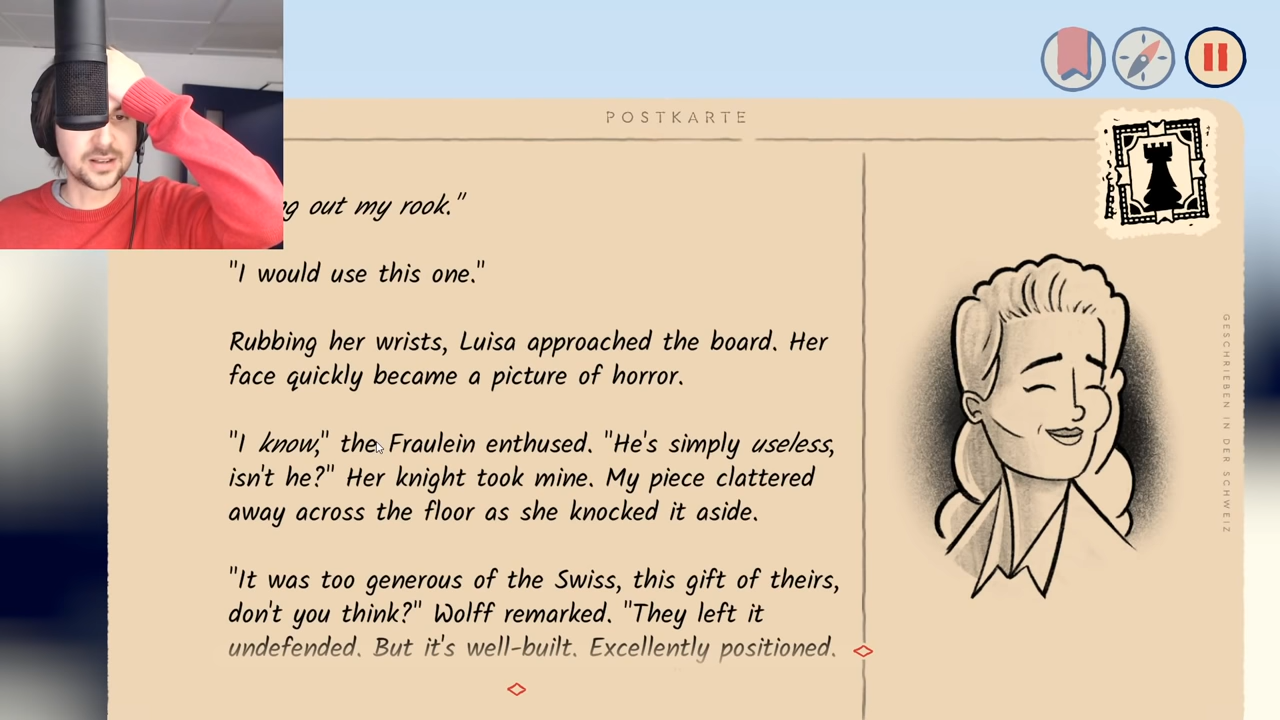 POSTKARTE
out my rook."
"I would use this one."
Rubbing her wrists, Luisa approached the board. Her
face quickly became a picture of horror.
"I know," the Fraulein enthused. "He's simply useless,
isn't he?" Her knight took mine. My piece clattered
away across the floor as she knocked it aside.
"It was too generous of the Swiss, this gift of theirs,
don't you think?" Wolff remarked. "They left it
undefended. But it's well-built. Excellently positioned.
GESCHRIEBEN IN DER SCHWEIZ